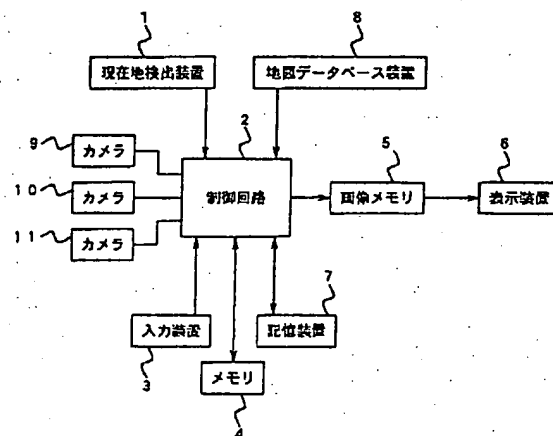 1
8
現在地検出装置
地図データベース装置
2
9
カメラ
5
6
10
カメラ
制御回路
画像メモリ
表示装置
11
カメラ
7
入力装置
記憶装置
3
メモリ
4